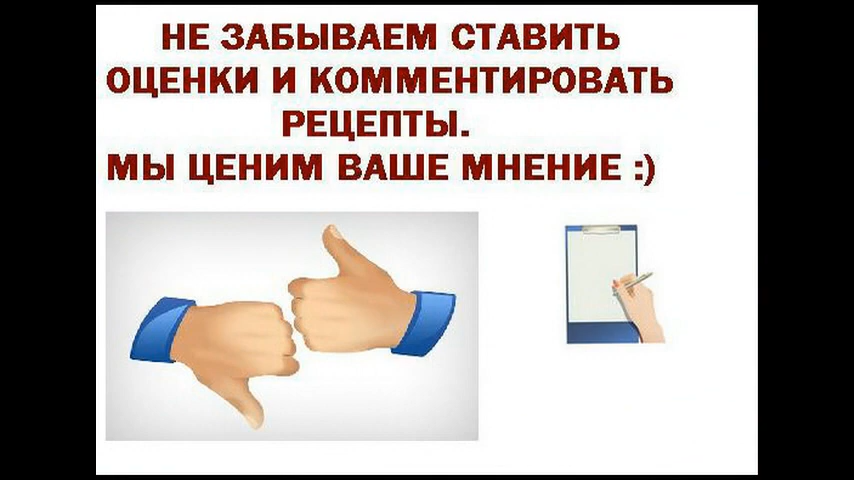 НЕ ЗАБЫВАЕМ СТАВИТЬ
ОЦЕНКИ И КОММЕНТИРОВАТЬ
РЕЦЕПТЫ.
МЫ ЦЕНИМ ВАШЕ МНЕНИЕ :)